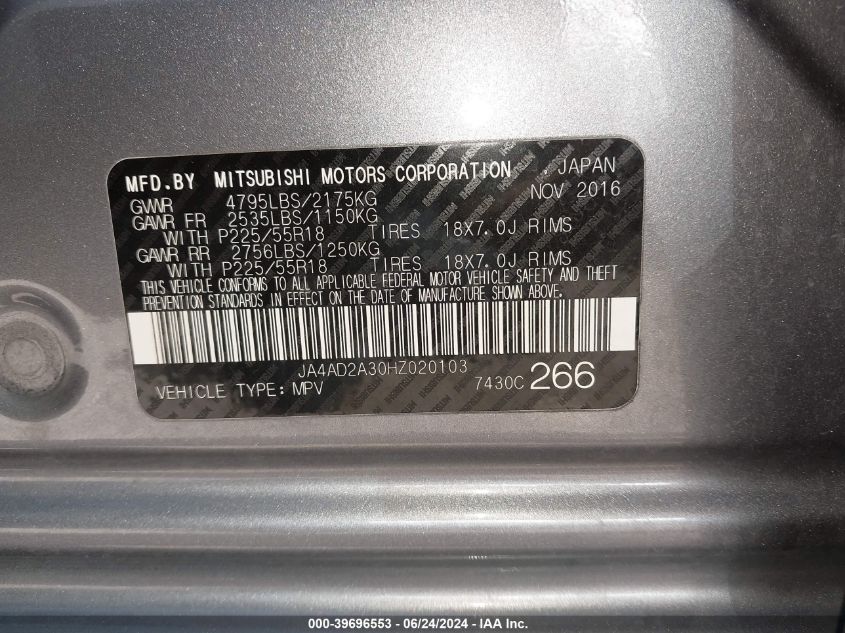 MFD.BY MITSUBISHI MOTORS CORPORATION , JAPAN
GVWR 4795LBS/2175KG NOV 2016
GAWR FR 2535LBS/1150KG
WITH P225/55R18 TIRES 18X7.0J RIMS
GAWR RR 2756LBS/1250KG
WITH P225/55R18 TIRES 18X7.0J RIMS
THIS VEHICLE CONFORMS TO ALL APPLICABLE FEDERAL MOTOR VEHICLE SAFETY AND THEFT
PREVENTION STANDARDS IN EFFECT ON THE DATE OF MANUFACTURE SHOWN ABOVE.
JA4AD2A30HZ020103
VEHICLE TYPE: MPV 7430C 266
000-39696553 / 06/24/2024 - IAA Inc.